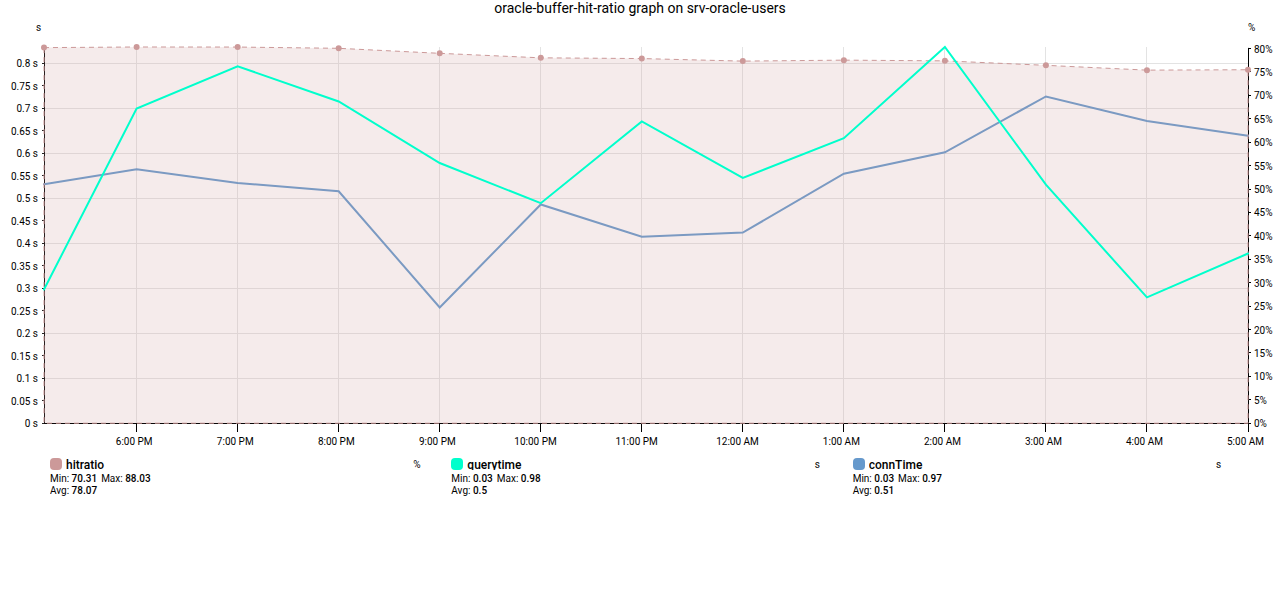 oracle-buffer-hit-ratio graph on srv-oracle-users
s
%
0.8 s
0.75 s
0.7 s
0.65 s
0.6 s
0.55 s
0.5 s
0.45 s
0.4 s
0.35 s
0.3 s
0.25 s
0.2 s
0.15 s
0.1 s
0.05 s
0 s
80%
75%
70%
65%
60%
55%
50%
45%
40%
35%
30%
25%
20%
15%
10%
5%
0%
6:00 PM 7:00 PM 8:00 PM 9:00 PM 10:00 PM 11:00 PM 12:00 AM 1:00 AM 2:00 AM 3:00 AM 4:00 AM 5:00 AM
hitratio %
Min: 70.31 Max: 88.03
Avg: 78.07
querytime s
Min: 0.03 Max: 0.98
Avg: 0.5
connTime s
Min: 0.03 Max: 0.97
Avg: 0.51